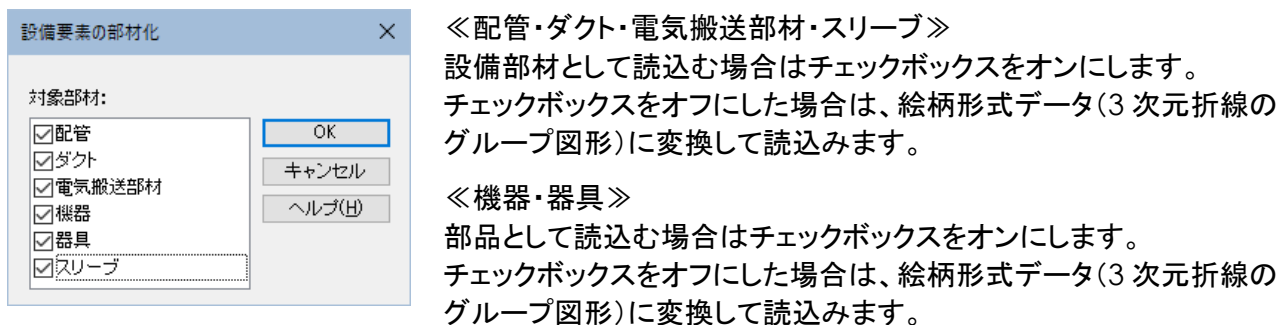 設備要素の部材化
対象部材:
配管
ダクト
電気搬送部材
機器
器具
スリーブ
OK
キャンセル
ヘルプ(H)
≪配管・ダクト・電気搬送部材・スリーブ≫
設備部材として読込む場合はチェックボックスをオンにします。
チェックボックスをオフにした場合は、絵柄形式データ(3 次元折線の
グループ図形)に変換して読込みます。
≪機器・器具≫
部品として読込む場合はチェックボックスをオンにします。
チェックボックスをオフにした場合は、絵柄形式データ(3 次元折線の
グループ図形)に変換して読込みます。